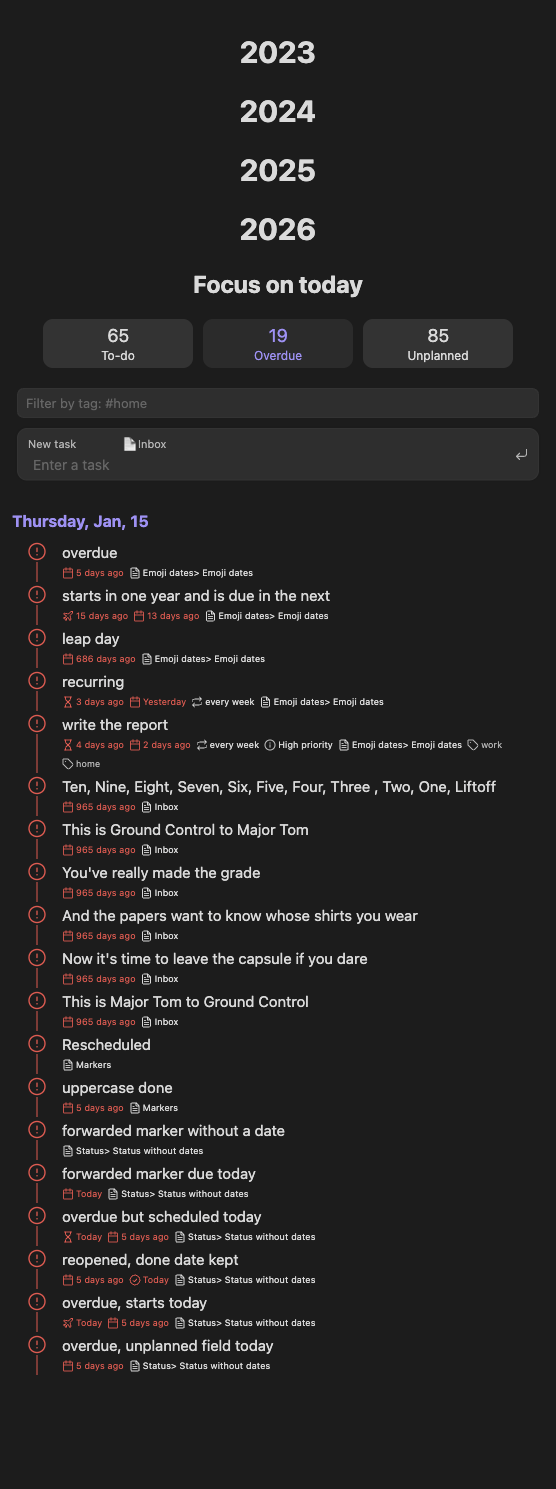 2023
2024
2025
2026
Focus on today
65 19 85
To-do Overdue Unplanned
Filter by tag: #home
New task Inbox
Enter a task
Thursday, Jan, 15
overdue
5 days ago Emoji dates> Emoji dates
starts in one year and is due in the next
15 days ago 13 days ago Emoji dates> Emoji dates
leap day
686 days ago Emoji dates> Emoji dates
recurring
3 days ago Yesterday every week Emoji dates> Emoji dates
write the report
4 days ago 2 days ago every week High priority Emoji dates> Emoji dates work
home
Ten, Nine, Eight, Seven, Six, Five, Four, Three , Two, One, Liftoff
965 days ago Inbox
This is Ground Control to Major Tom
965 days ago Inbox
You've really made the grade
965 days ago Inbox
And the papers want to know whose shirts you wear
965 days ago Inbox
Now it's time to leave the capsule if you dare
965 days ago Inbox
This is Major Tom to Ground Control
965 days ago Inbox
Rescheduled
Markers
uppercase done
5 days ago Markers
forwarded marker without a date
Status> Status without dates
forwarded marker due today
Today Status> Status without dates
overdue but scheduled today
Today 5 days ago Status> Status without dates
reopened, done date kept
5 days ago Today Status> Status without dates
overdue, starts today
Today 5 days ago Status> Status without dates
overdue, unplanned field today
5 days ago Status> Status without dates